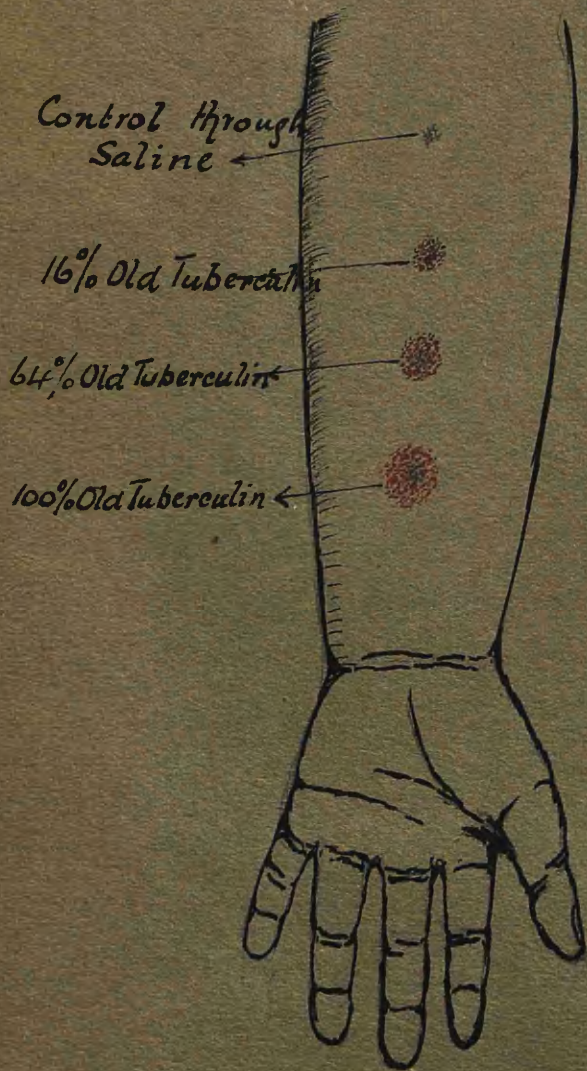 Control through
Saline
16% Old Tuberculin
64% Old Tuberculin
100% Old Tuberculin